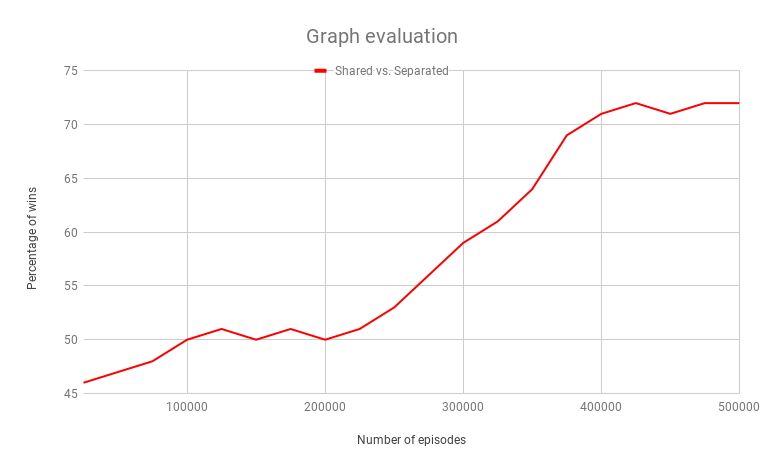 Graph evaluation
Shared vs. Separated
75
70
65
60
55
50
45
Percentage of wins
100000 200000 300000 400000 500000
Number of episodes